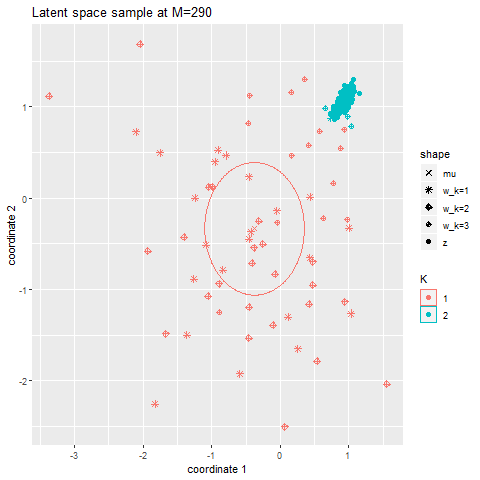 Latent space sample at M=290
coordinate 2
1
0
-1
-2
-3
-2
-1
0
1
coordinate 1
shape
mu
w_k=1
w_k=2
w_k=3
z
K
1
2